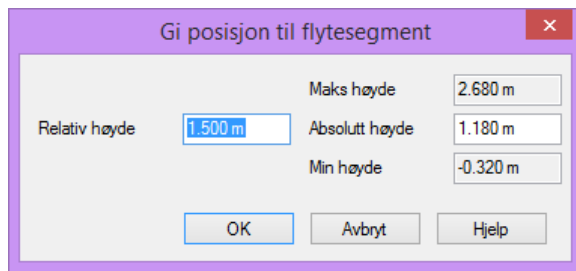 Gi posisjon til flytesegment
Maks høyde 2.680 m
Relativ høyde 1.500 m Absolutt høyde 1.180 m
Min høyde -0.320 m
OK Avbryt Hjelp